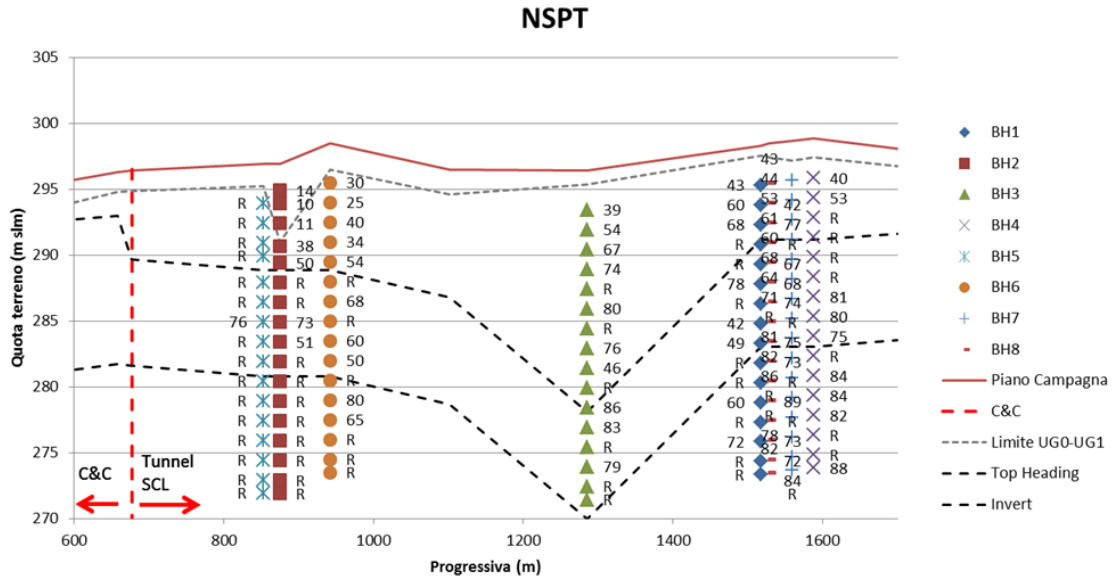 NSPT
305
300
295
290
285
280
275
270
Quota terreno (m slm)
600
800
1000
1200
1400
1600
Progressiva (m)
C&C
Tunnel
SCL
R
R
R
R
R
R
76
R
R
R
R
R
R
R
R
R
14
10
11
38
50
R
R
73
51
R
R
R
R
R
R
R
30
25
40
34
54
R
68
R
60
50
R
80
65
R
R
R
39
54
67
74
R
80
R
76
46
R
86
83
R
79
R
R
43
60
68
R
R
78
R
42
49
R
R
60
R
72
R
R
43
44
53
61
60
68
64
71
R
81
82
86
R
78
82
R
42
77
R
67
68
74
R
75
73
R
89
R
73
72
84
R
40
53
R
R
R
R
81
80
75
R
84
84
82
R
88
BH1
BH2
BH3
BH4
BH5
BH6
BH7
BH8
Piano Campagna
C&C
Limite UG0-UG1
Top Heading
Invert